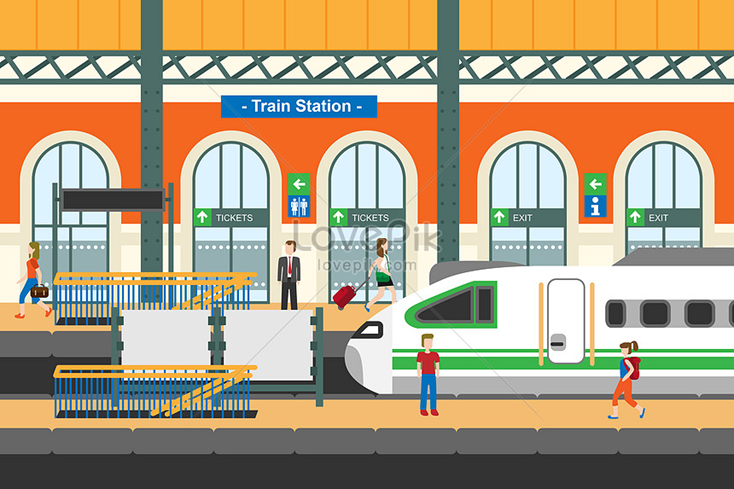 - Train Station -
TICKETS
TICKETS
EXIT
EXIT
i
LovePik
lovepik.com